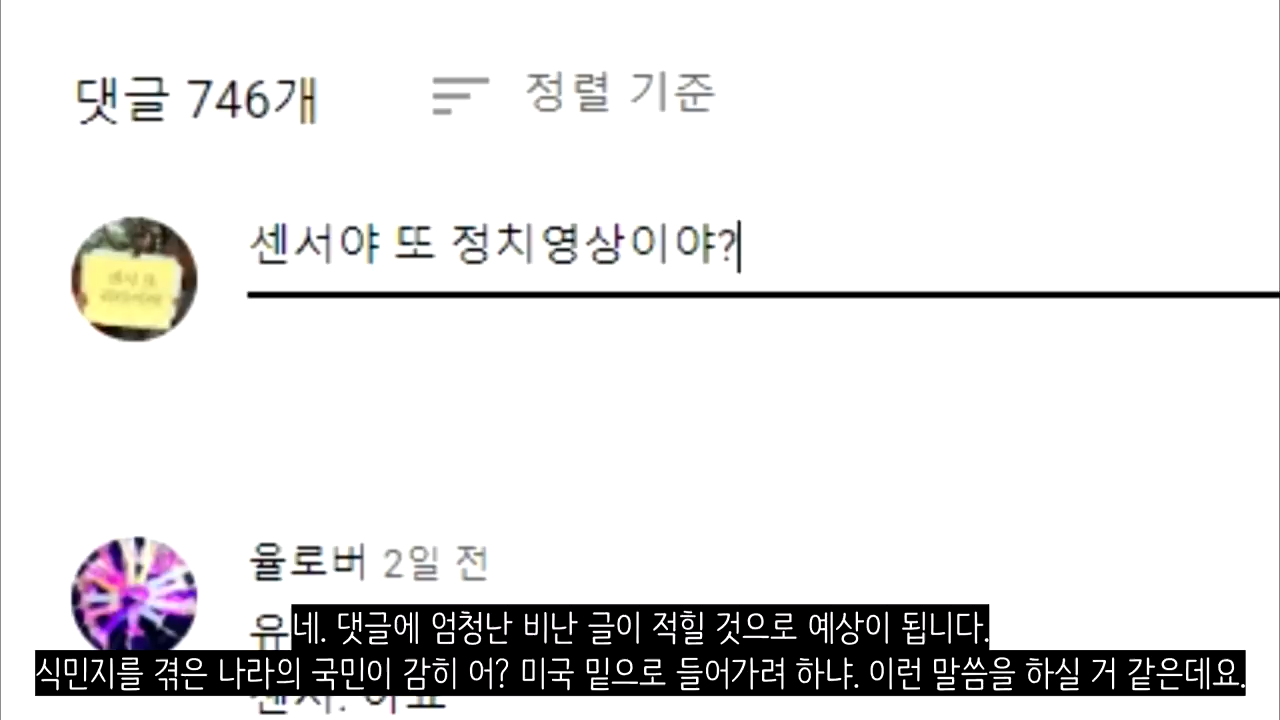 댓글 746개
정렬 기준
센서야 또 정치영상이야?
율로버 2일 전
네. 댓글에 엄청난 비난 글이 적힐 것으로 예상이 됩니다.
식민지를 겪은 나라의 국민이 감히 어? 미국 밑으로 들어가려 하냐. 이런 말씀을 하실 거 같은데요.